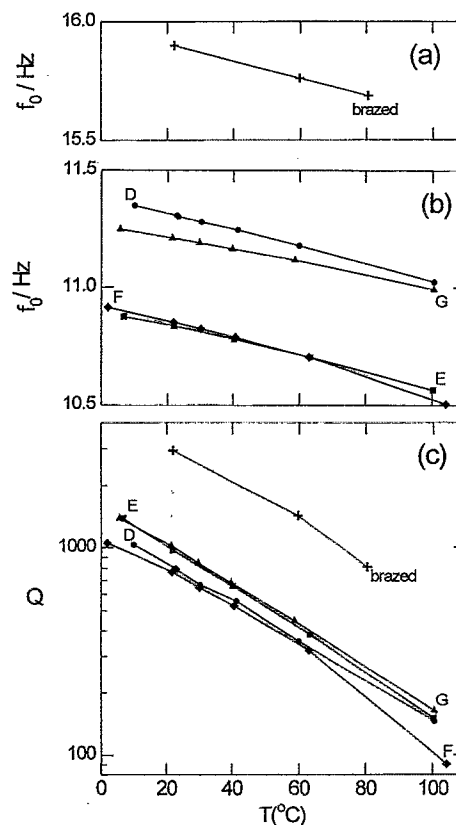 16.0
(a)
f₀/Hz
brazed
15.5
(b)
11.5
D
f₀/Hz
11.0
G
F
E
10.5
(c)
E
1000
D
brazed
Q
G
F
100
0 20 40 60 80 100
T(°C)